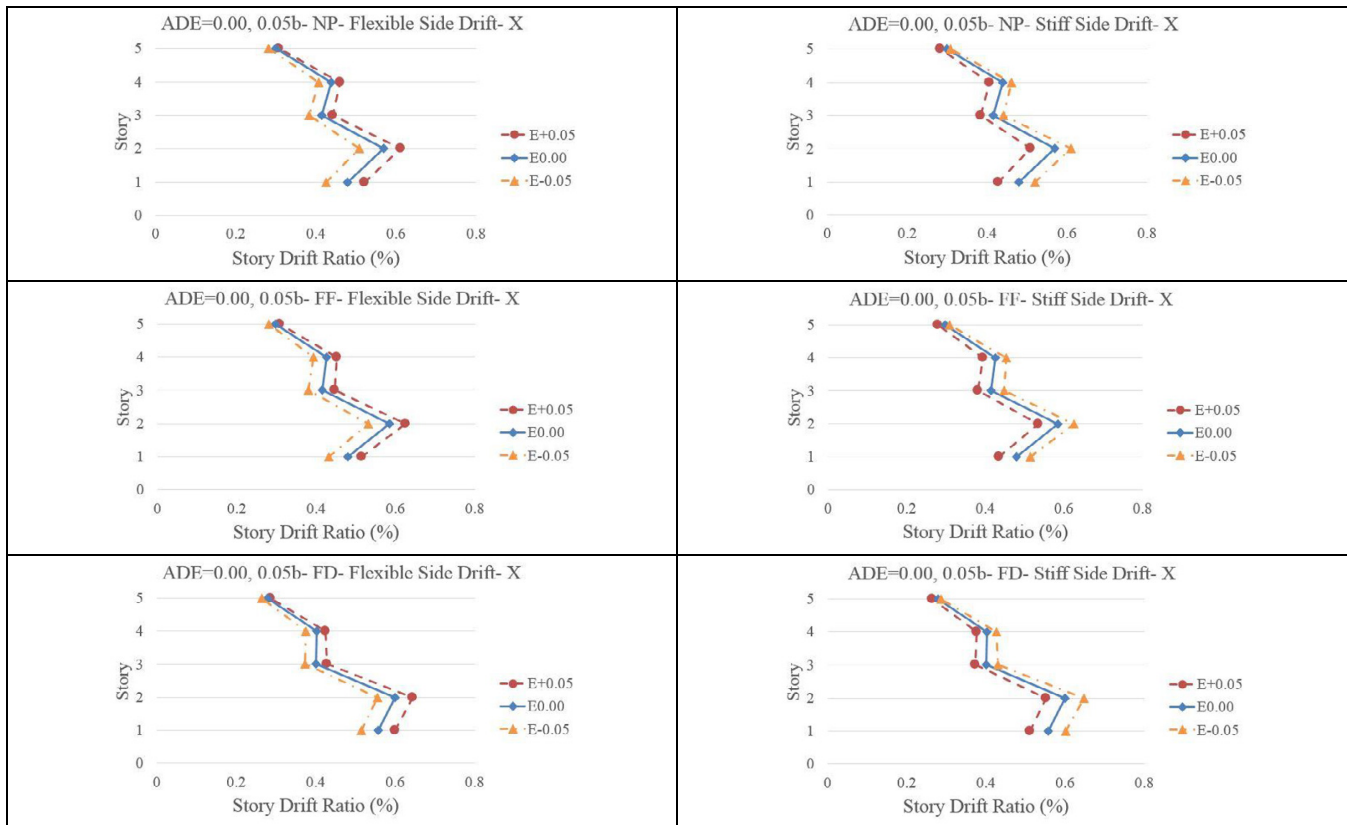 ADE=0.00, 0.05b- NP- Flexible Side Drift- X
5
4
3
2
1
0
Story
0 0.2 0.4 0.6 0.8
Story Drift Ratio (%)
E+0.05
E0.00
E-0.05
ADE=0.00, 0.05b- NP- Stiff Side Drift- X
5
4
3
2
1
0
Story
0 0.2 0.4 0.6 0.8
Story Drift Ratio (%)
E+0.05
E0.00
E-0.05
ADE=0.00, 0.05b- FF- Flexible Side Drift- X
5
4
3
2
1
0
Story
0 0.2 0.4 0.6 0.8
Story Drift Ratio (%)
E+0.05
E0.00
E-0.05
ADE=0.00, 0.05b- FF- Stiff Side Drift- X
5
4
3
2
1
0
Story
0 0.2 0.4 0.6 0.8
Story Drift Ratio (%)
E+0.05
E0.00
E-0.05
ADE=0.00, 0.05b- FD- Flexible Side Drift- X
5
4
3
2
1
0
Story
0 0.2 0.4 0.6 0.8
Story Drift Ratio (%)
E+0.05
E0.00
E-0.05
ADE=0.00, 0.05b- FD- Stiff Side Drift- X
5
4
3
2
1
0
Story
0 0.2 0.4 0.6 0.8
Story Drift Ratio (%)
E+0.05
E0.00
E-0.05